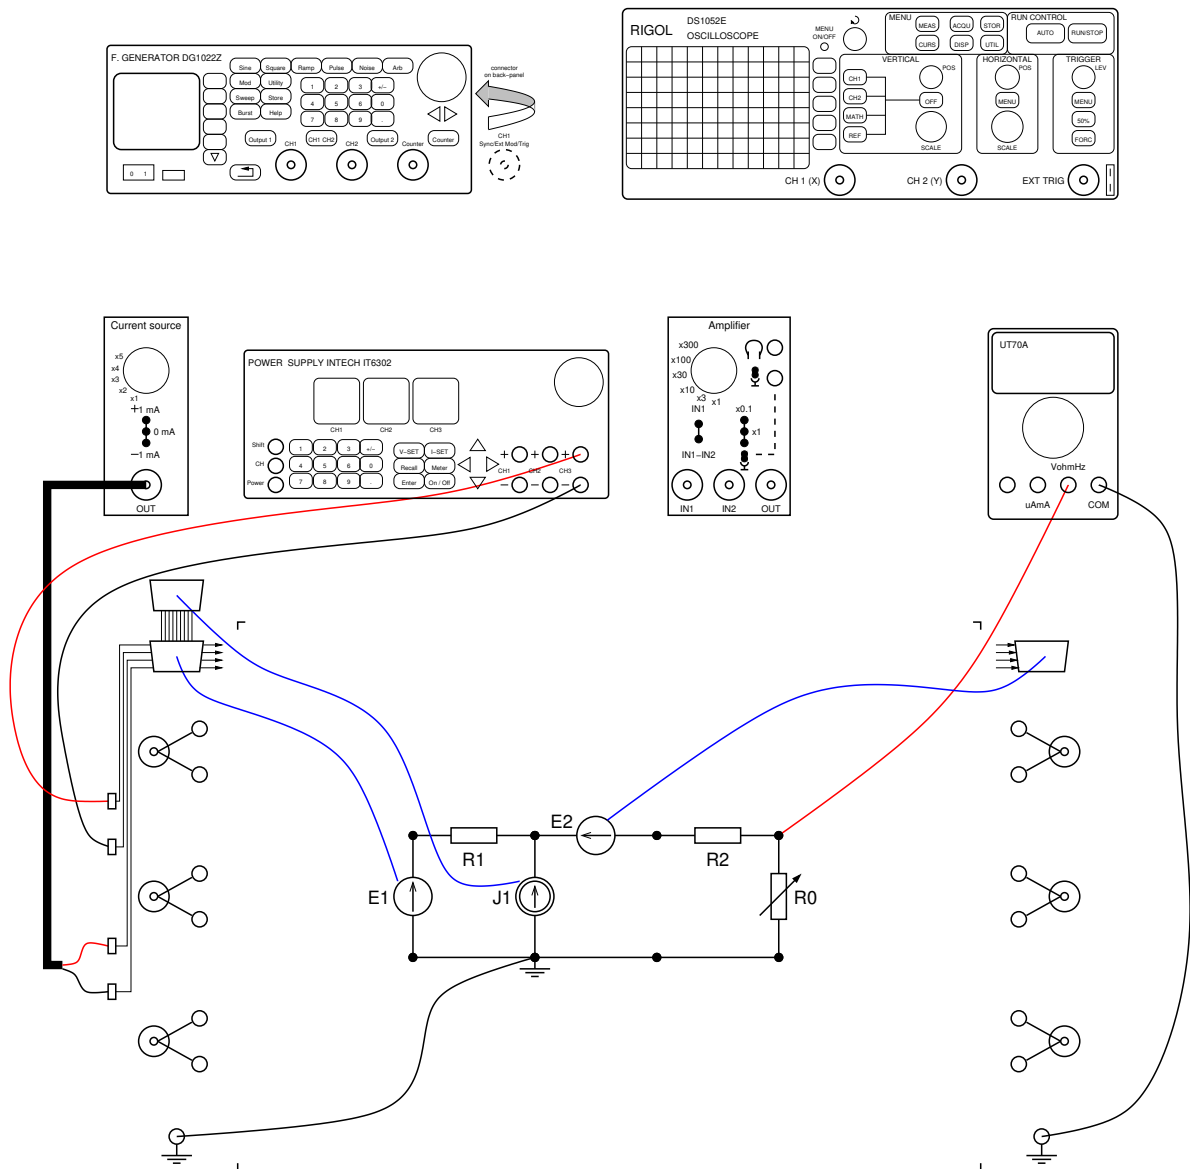 F. GENERATOR DG1022Z
Sine Square Ramp Pulse Noise Arb
Mod Utility
Sweep Store
Burst Help
1 2 3 +/−
4 5 6 0
7 8 9 .
Output 1 CH1 CH2 Output 2 Counter
CH1 CH2 Counter
0 1
connector
on back−panel
CH1
Sync/Ext Mod/Trig
RIGOL
DS1052E
OSCILLOSCOPE
MENU
ON/OFF
MENU
MEAS ACQU STOR
CURS DISP UTIL
RUN CONTROL
AUTO RUN/STOP
VERTICAL
POS
CH1
CH2
MATH
REF
OFF
SCALE
HORIZONTAL
POS
MENU
SCALE
TRIGGER
LEV
MENU
50%
FORC
CH 1 (X) CH 2 (Y) EXT TRIG
Current source
x5
x4
x3
x2
x1
+1 mA
0 mA
−1 mA
OUT
POWER SUPPLY INTECH IT6302
CH1 CH2 CH3
Shift
CH
Power
1 2 3 +/−
4 5 6 0
7 8 9 .
V−SET I−SET
Recall Meter
Enter On / Off
+ + +
CH1 CH2 CH3
− − −
Amplifier
x300
x100
x30
x10
x3
x1
IN1
IN1−IN2
x0.1
x1
IN1 IN2 OUT
UT70A
VohmHz
uAmA COM
E2
R1
R2
E1
J1
R0